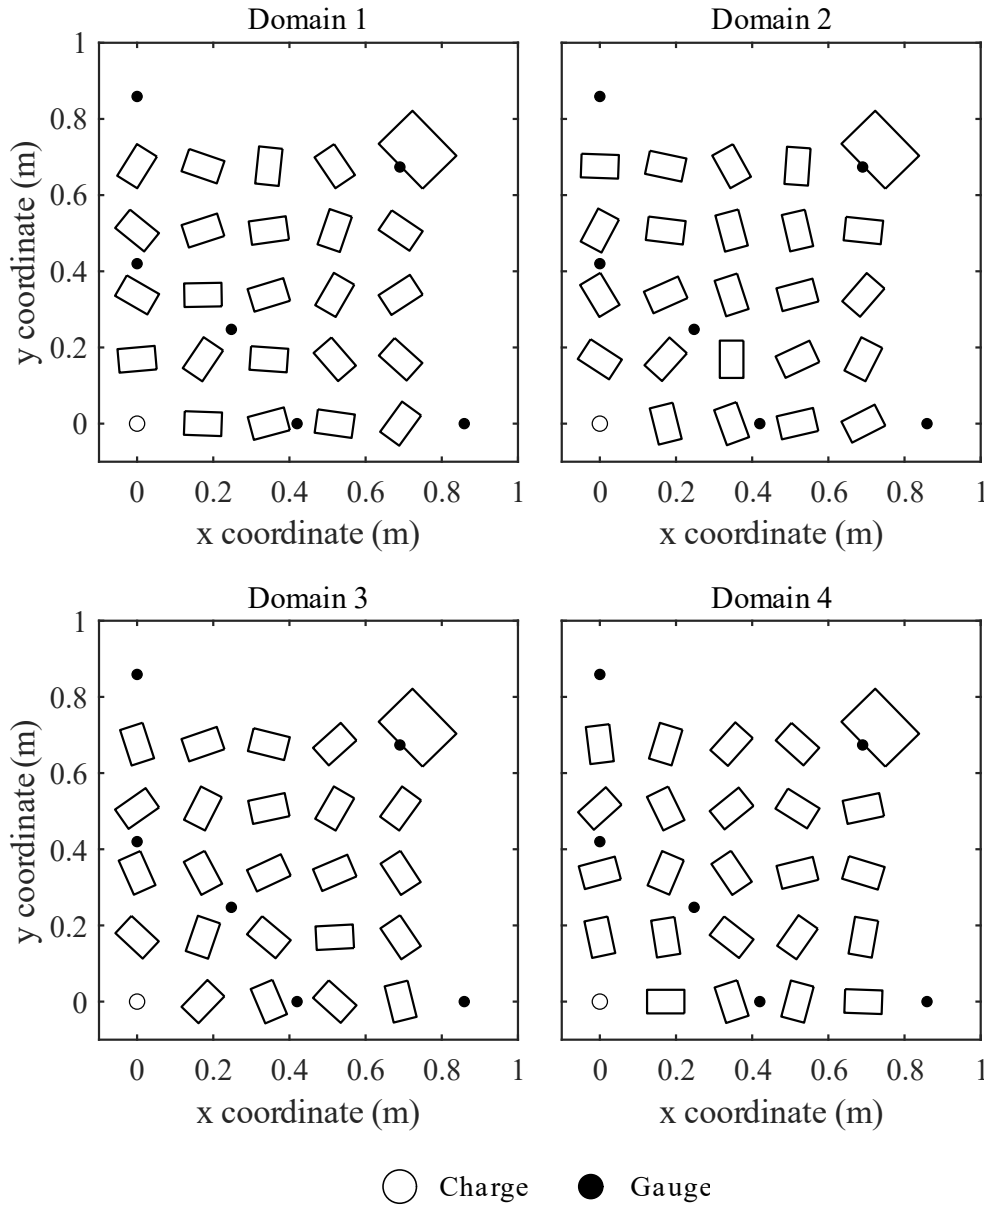 Domain 1
Domain 2
1
0.8
0.6
0.4
0.2
0
y coordinate (m)
0 0.2 0.4 0.6 0.8 1
0 0.2 0.4 0.6 0.8 1
x coordinate (m)
x coordinate (m)
Domain 3
Domain 4
1
0.8
0.6
0.4
0.2
0
y coordinate (m)
0 0.2 0.4 0.6 0.8 1
0 0.2 0.4 0.6 0.8 1
x coordinate (m)
x coordinate (m)
Charge
Gauge